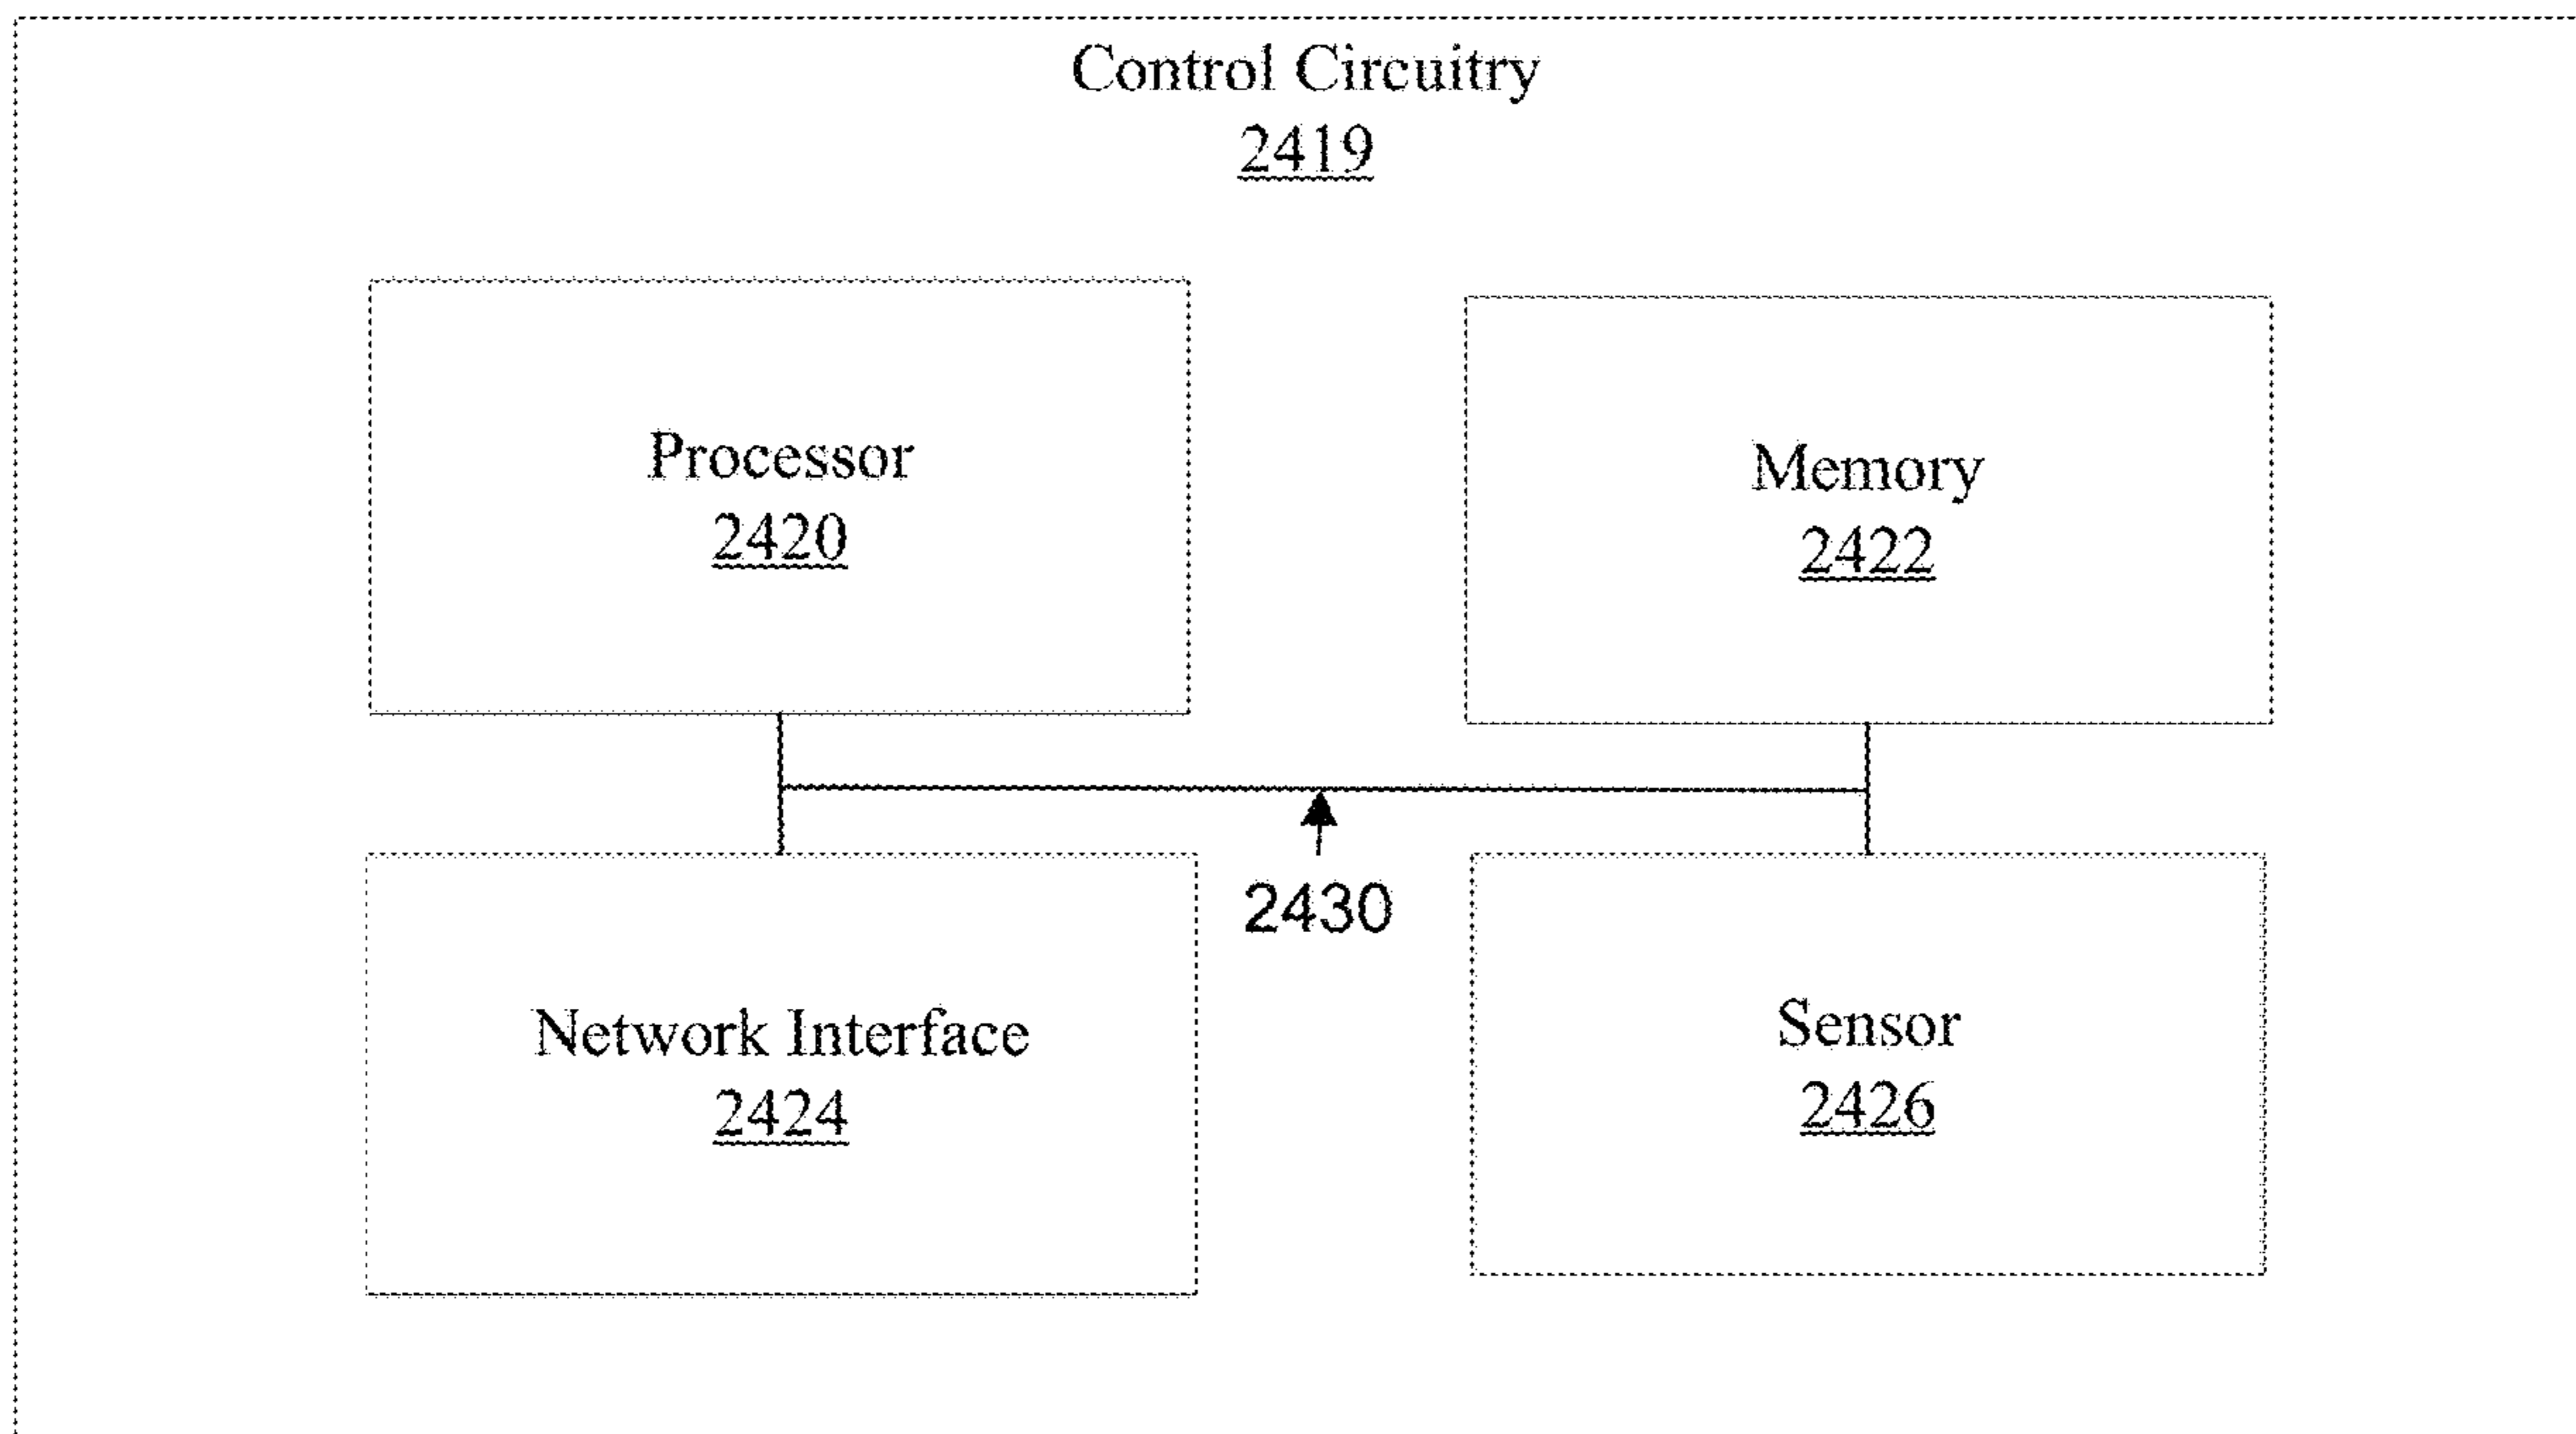 Control Circuitry
2419
Processor
2420
Memory
2422
2430
Network Interface
2424
Sensor
2426